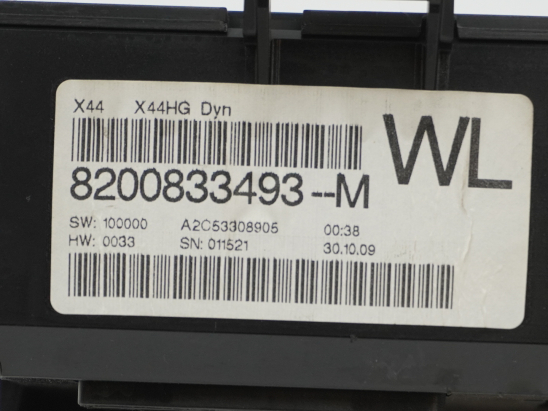 X44 X44HG Dyn
WL
8200833493--M
SW: 100000 A2C53308905 00:38
HW: 0033 SN: 011521 30.10.09